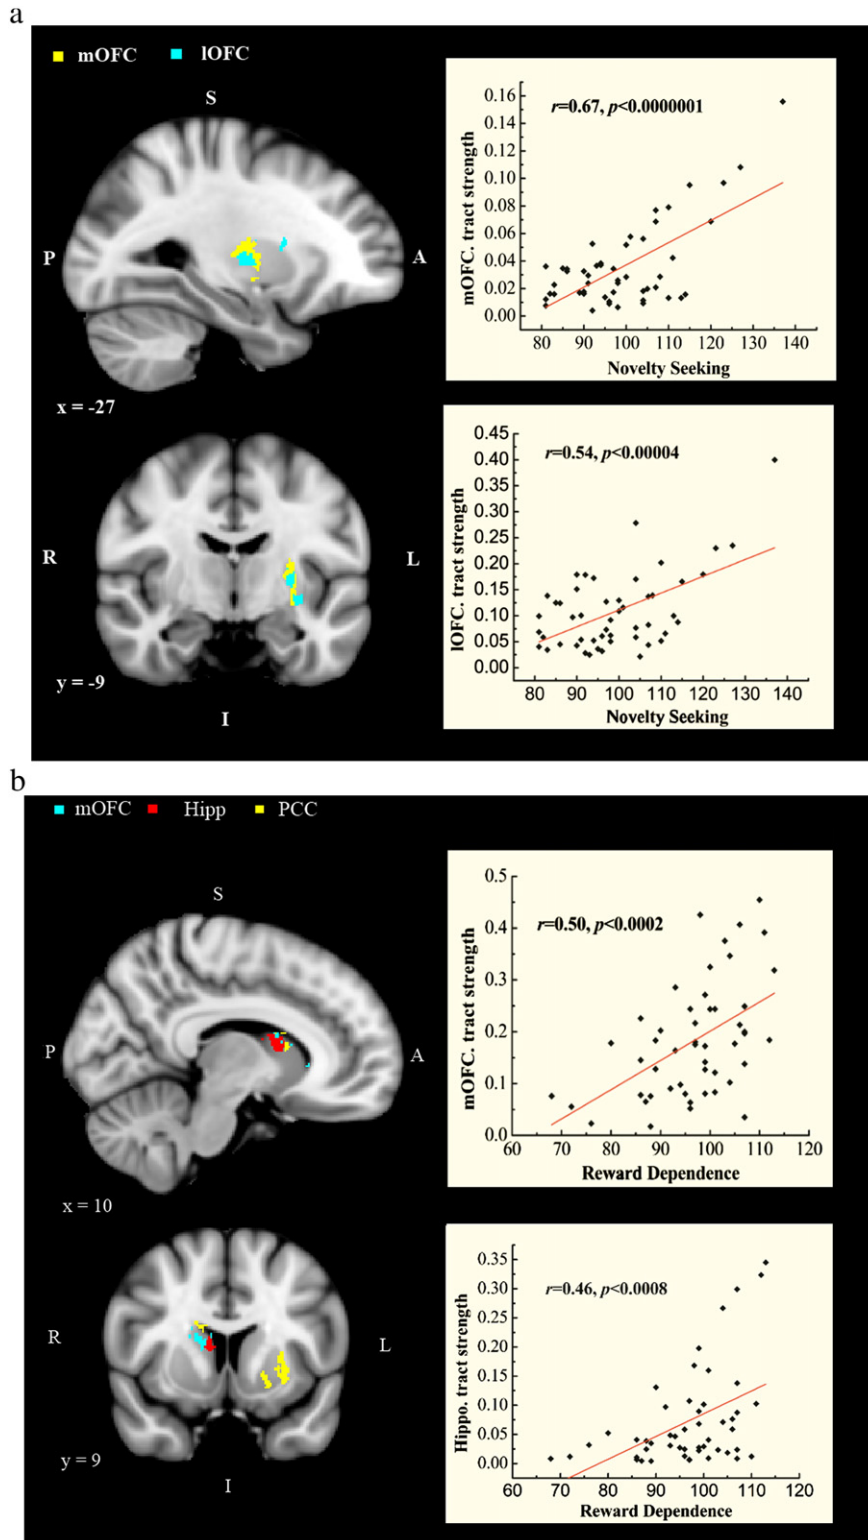 a
mOFC lOFC
S
P A
x = -27
R L
y = -9
I
r=0.67, p<0.0000001
mOFC. tract strength
0.16
0.14
0.12
0.10
0.08
0.06
0.04
0.02
0.00
80 90 100 110 120 130 140
Novelty Seeking
r=0.54, p<0.00004
lOFC. tract strength
0.45
0.40
0.35
0.30
0.25
0.20
0.15
0.10
0.05
0.00
80 90 100 110 120 130 140
Novelty Seeking
b
mOFC Hipp PCC
S
P A
x = 10
R L
y = 9
I
r=0.50, p<0.0002
mOFC. tract strength
0.5
0.4
0.3
0.2
0.1
0.0
60 70 80 90 100 110 120
Reward Dependence
r=0.46, p<0.0008
Hippo. tract strength
0.35
0.30
0.25
0.20
0.15
0.10
0.05
0.00
60 70 80 90 100 110 120
Reward Dependence